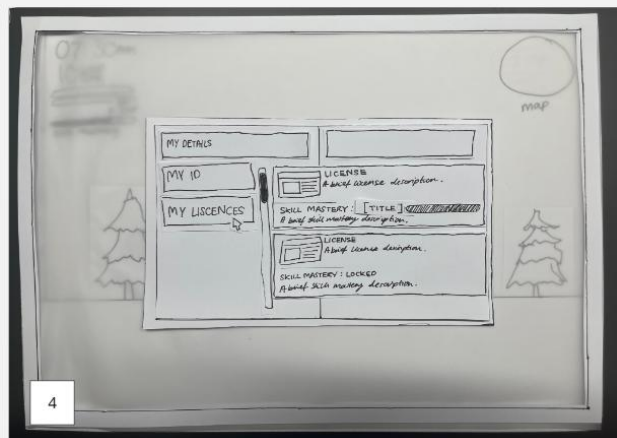 map
MY DETAILS
MY ID
MY LISCENCES
LICENSE
A brief license description.
SKILL MASTERY : [TITLE]
A brief skill mastery description.
LICENSE
A brief license description.
SKILL MASTERY : LOCKED
A brief skill mastery description.
4